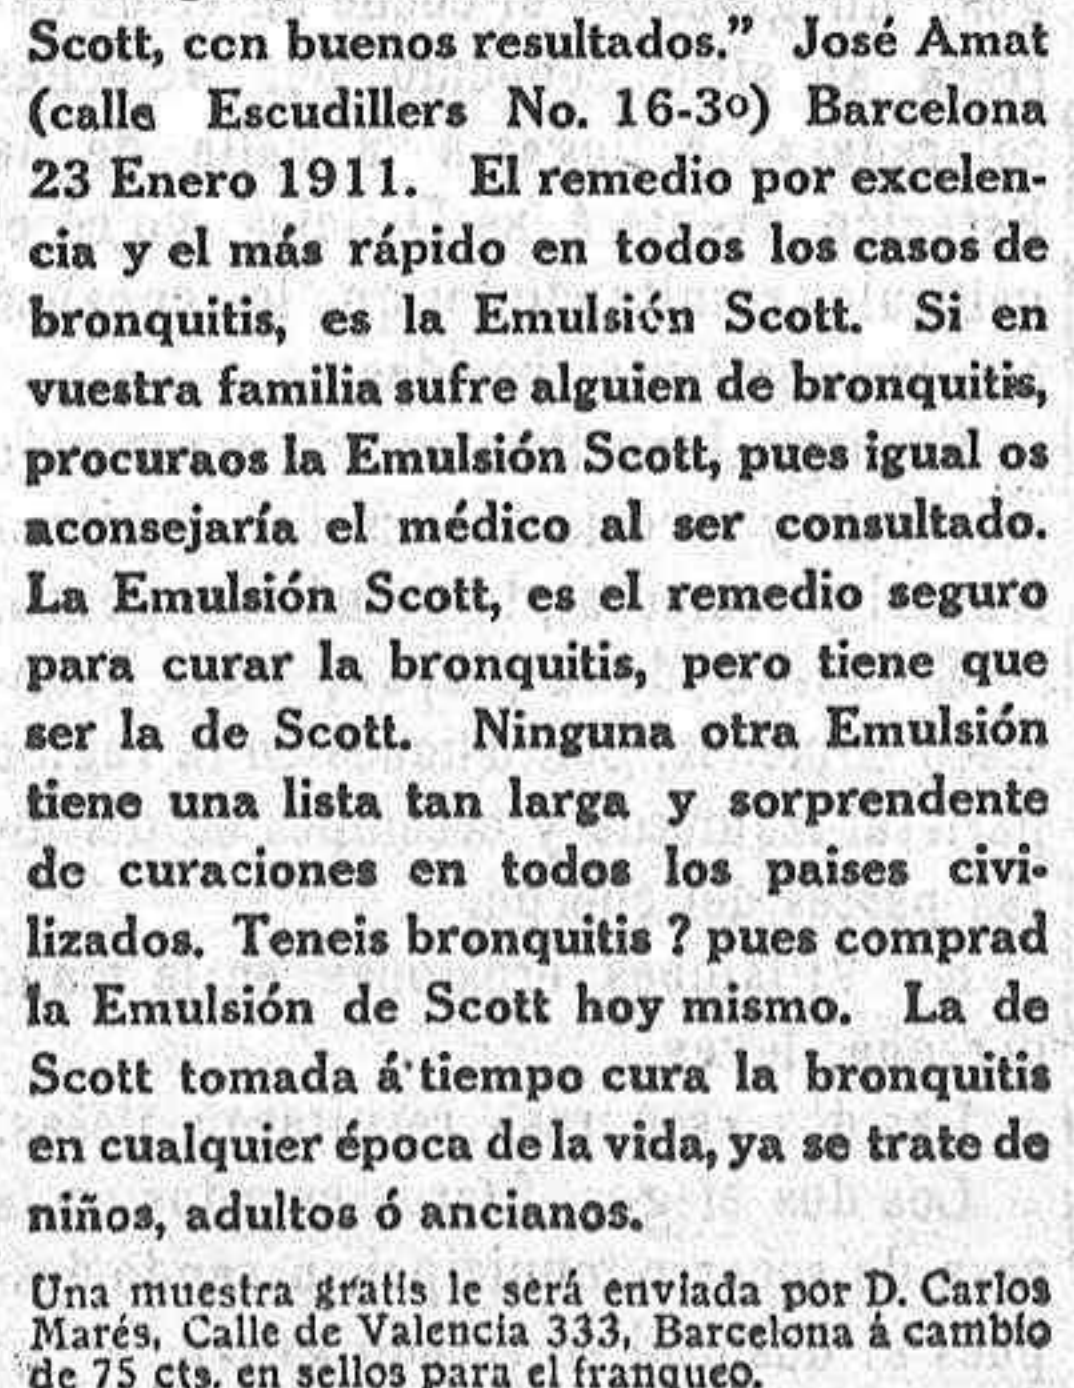 Scott, con buenos resultados.” José Amat
(calle Escudillers No. 16-3º) Barcelona
23 Enero 1911. El remedio por excelen-
cia y el más rápido en todos los casos de
bronquitis, es la Emulsión Scott. Si en
vuestra familia sufre alguien de bronquitis,
procuraos la Emulsión Scott, pues igual os
aconsejaría el médico al ser consultado.
La Emulsión Scott, es el remedio seguro
para curar la bronquitis, pero tiene que
ser la de Scott. Ninguna otra Emulsión
tiene una lista tan larga y sorprendente
de curaciones en todos los paises civi-
lizados. Teneis bronquitis ? pues comprad
la Emulsión de Scott hoy mismo. La de
Scott tomada á tiempo cura la bronquitis
en cualquier época de la vida, ya se trate de
niños, adultos ó ancianos.
Una muestra gratis le será enviada por D. Carlos
Marés, Calle de Valencia 333, Barcelona á cambio
de 75 cts. en sellos para el franqueo.